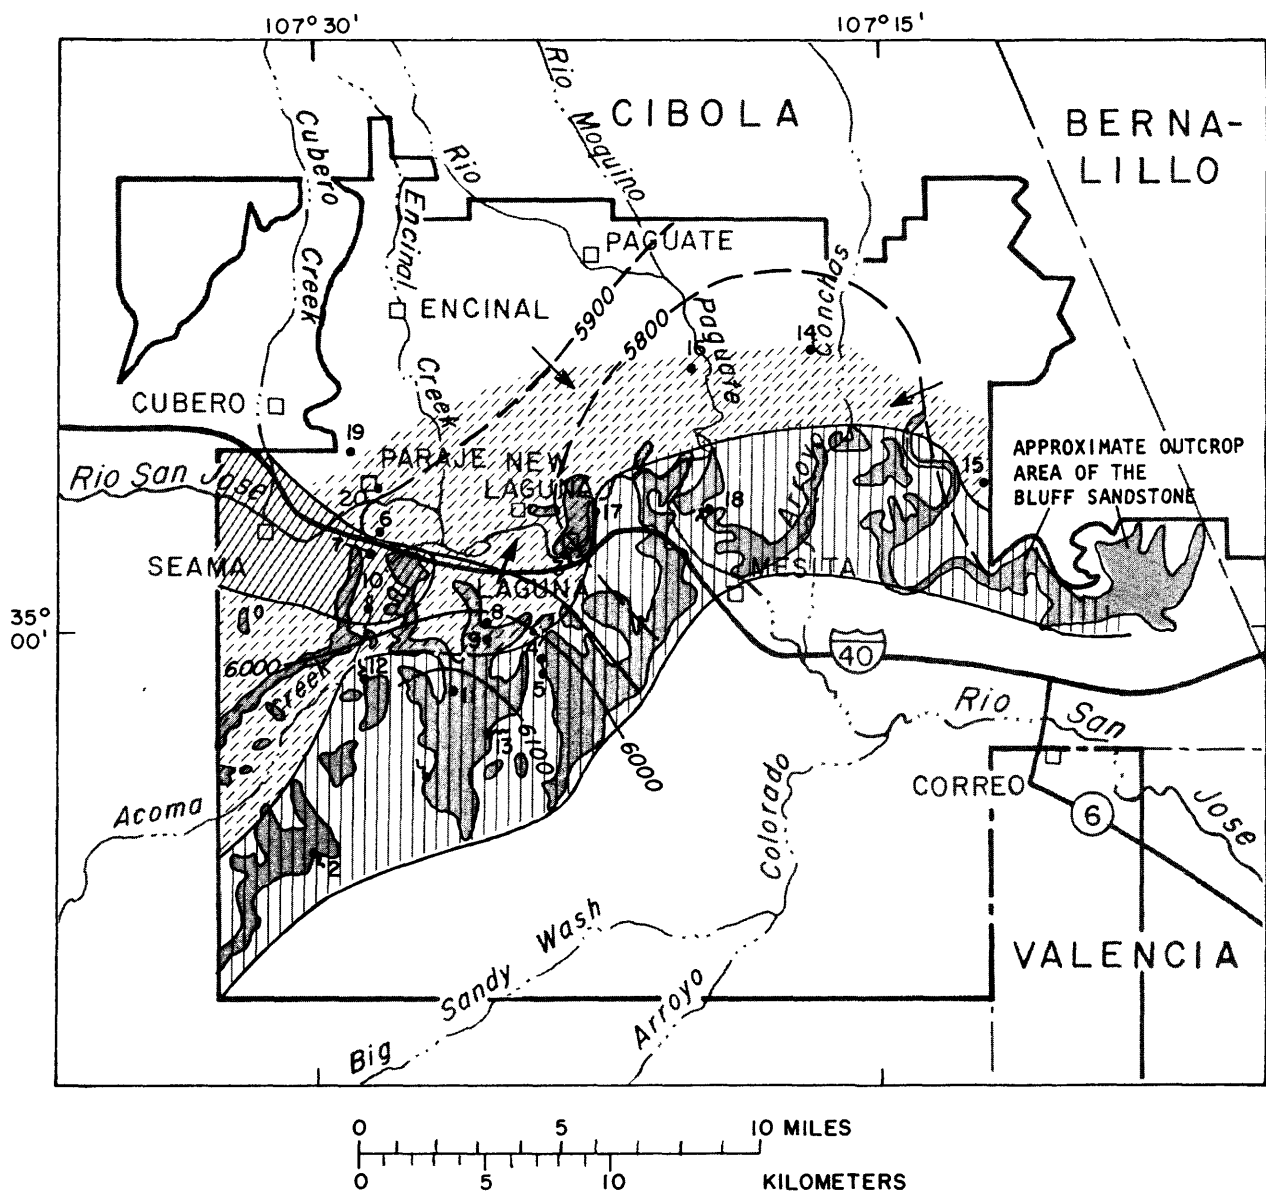 107° 30'
107° 15'
CIBOLA
BERNA-
LILLO
Cubero
Creek
Encinal
Creek
Rio
Paguate
Rio
Moquino
Conchas
Arroyo
PAGUATE
ENCINAL
CUBERO
5900
5800
14
16
19
PARAJE
NEW
LAGUNA
20
15
APPROXIMATE OUTCROP
AREA OF THE
BLUFF SANDSTONE
Rio San Jose
6
17
18
7
SEAMA
10
LAGUNA
MESITA
8
9
35°
00'
6000
12
4
5
1
40
Creek
Acoma
3
6100
6000
Rio
San
Jose
CORREO
6
2
Colorado
Arroyo
VALENCIA
Big
Sandy
Wash
0
5
10 MILES
0
5
10
KILOMETERS